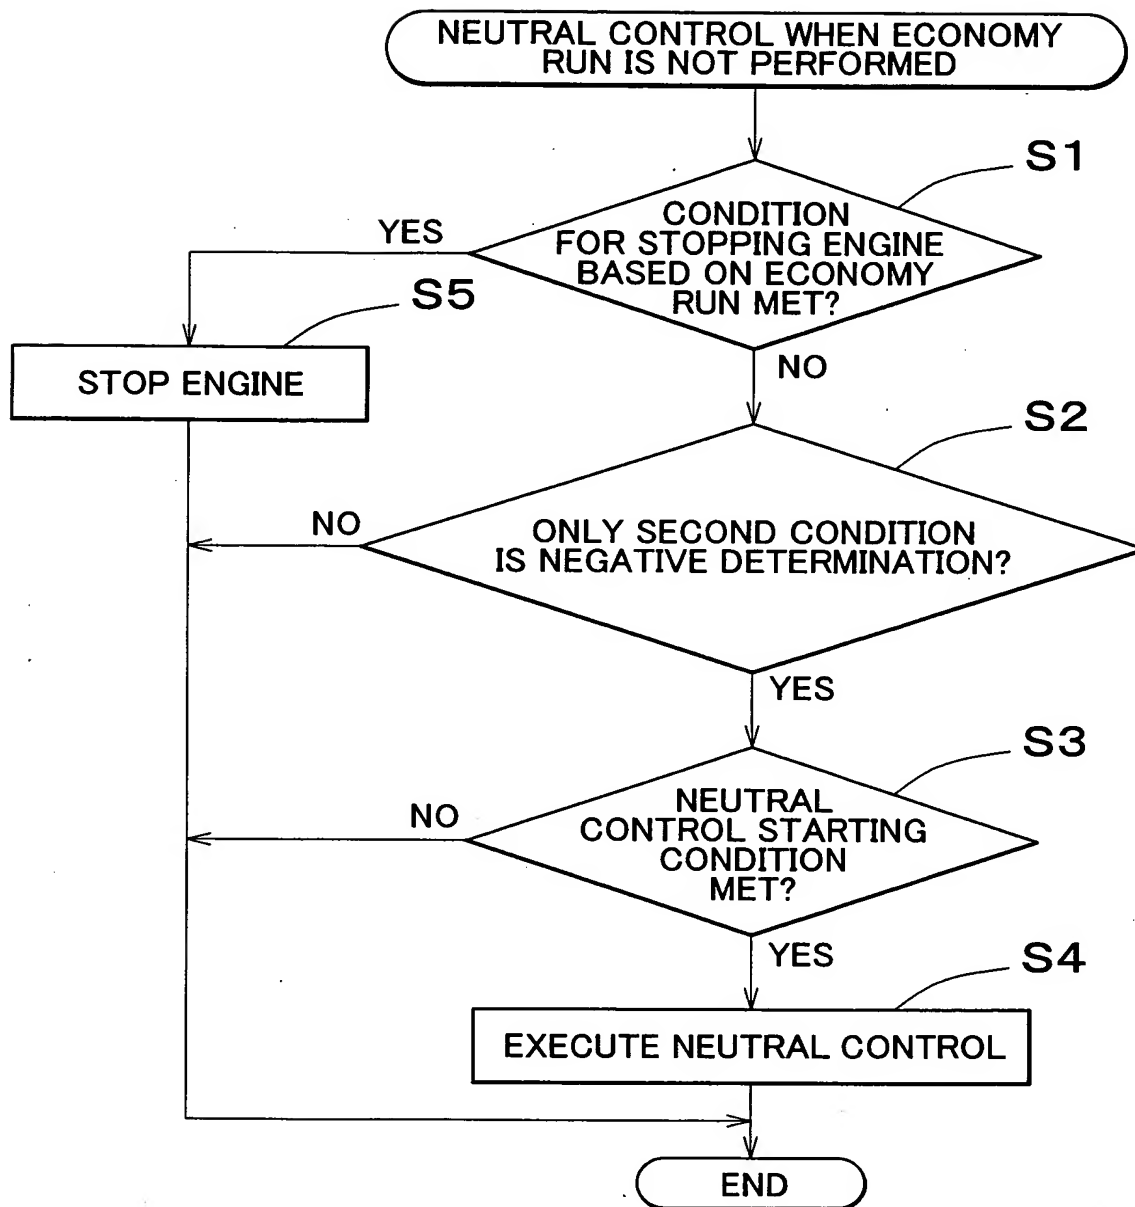 NEUTRAL CONTROL WHEN ECONOMY
RUN IS NOT PERFORMED
S1
CONDITION
FOR STOPPING ENGINE
BASED ON ECONOMY
RUN MET?
YES
S5
STOP ENGINE
NO
S2
ONLY SECOND CONDITION
IS NEGATIVE DETERMINATION?
NO
YES
S3
NEUTRAL
CONTROL STARTING
CONDITION
MET?
NO
YES
S4
EXECUTE NEUTRAL CONTROL
END